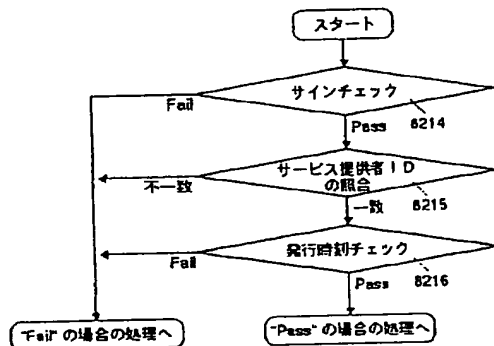 スタート
サインチェック
Fail
Pass
8214
サービス提供者ID
の照合
不一致
一致
8215
発行時刻チェック
Fail
Pass
8216
"Fail" の場合の処理へ
"Pass" の場合の処理へ